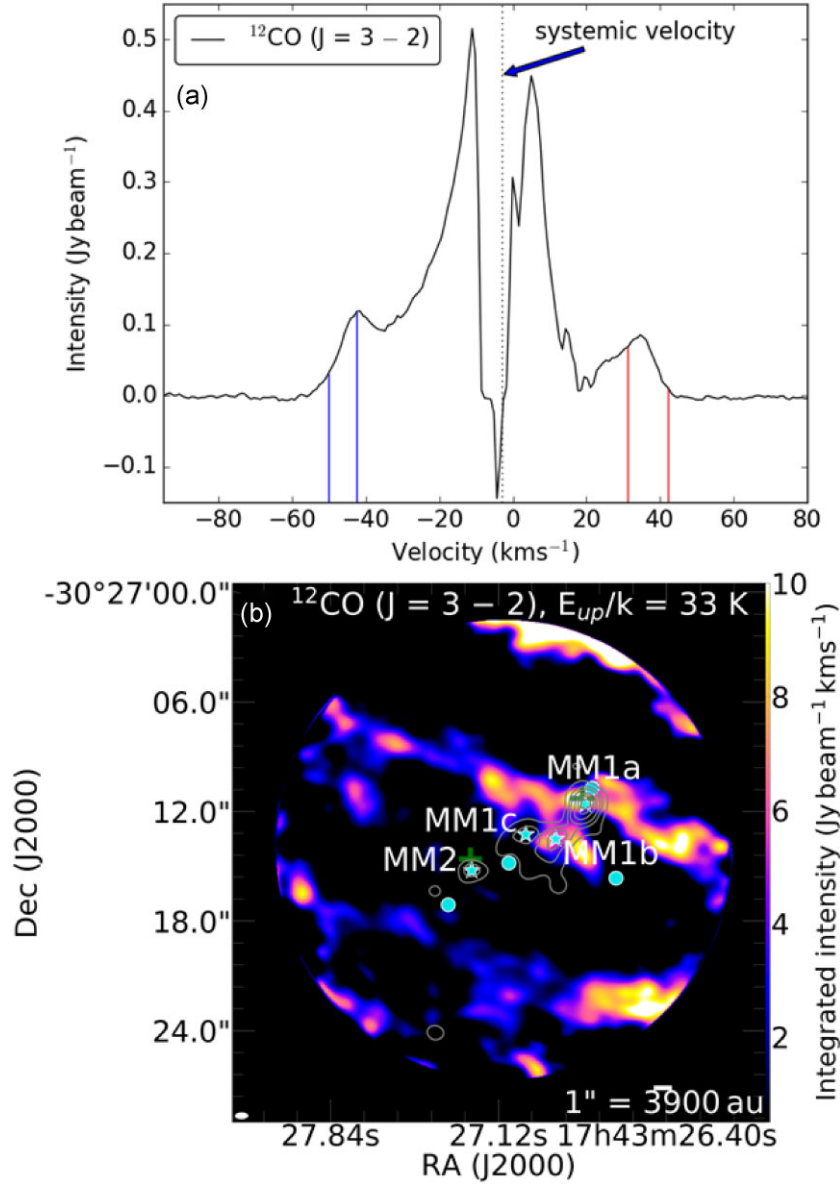 ¹²CO (J = 3 − 2)
systemic velocity
(a)
0.5
0.4
0.3
0.2
0.1
0.0
−0.1
Intensity (Jy beam⁻¹)
−80 −60 −40 −20 0 20 40 60 80
Velocity (kms⁻¹)
(b)
¹²CO (J = 3 − 2), E_up/k = 33 K
-30°27'00.0"
06.0"
12.0"
18.0"
24.0"
Dec (J2000)
MM1a
MM1c
MM1b
MM2
1" = 3900 au
27.84s 27.12s 17h43m26.40s
RA (J2000)
10
8
6
4
2
Integrated intensity (Jy beam⁻¹ kms⁻¹)